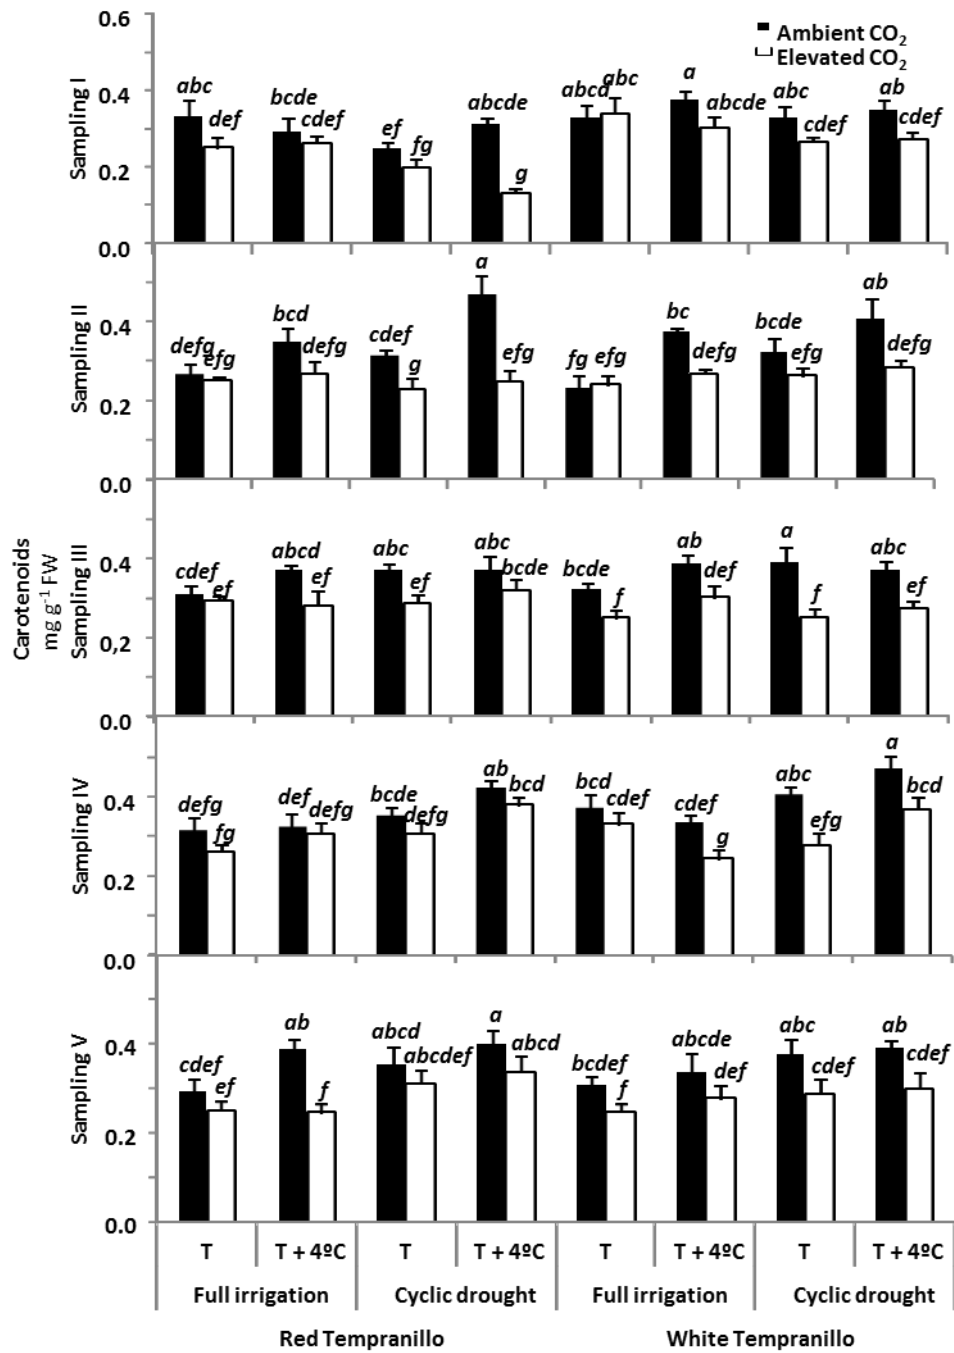 0.6
■ Ambient CO2
□ Elevated CO2
abc def bcde cdef ef fg abcde g abcd abc a abcde abc cdef ab cdef
0.4
0.2
0.0
Sampling I
defg efg bcd defg cdef g a efg fg efg bc defg bcde efg ab defg
0.4
0.2
0.0
Sampling II
cdef ef abcd ef abc ef abc bcde bcde f ab def a f abc ef
0.4
0,2
0.0
Sampling III
Carotenoids
mg g-1 FW
defg fg def defg bcde defg ab bcd bcd cdef cdef g abc efg a bcd
0.4
0.2
0.0
Sampling IV
cdef ef ab f abcd abcdef a abcd bcdef f abcde def abc cdef ab cdef
0.4
0.2
0.0
Sampling V
T T + 4ºC T T + 4ºC T T + 4ºC T T + 4ºC
Full irrigation Cyclic drought Full irrigation Cyclic drought
Red Tempranillo White Tempranillo